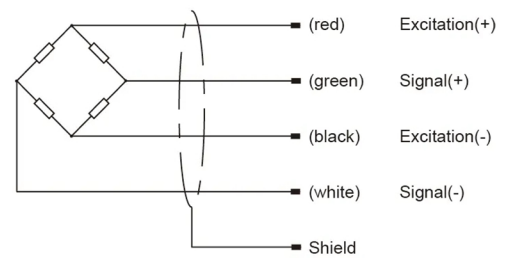 (red) Excitation(+)
(green) Signal(+)
(black) Excitation(-)
(white) Signal(-)
Shield